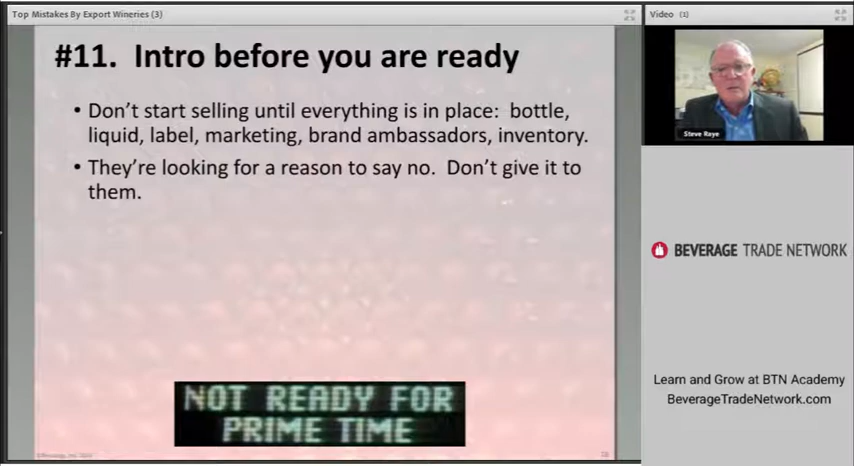 Top Mistakes By Export Wineries (3)
Video (1)
#11. Intro before you are ready
• Don't start selling until everything is in place: bottle,
liquid, label, marketing, brand ambassadors, inventory.
• They're looking for a reason to say no. Don't give it to
them.
NOT READY FOR
PRIME TIME
Steve Raye
BEVERAGE TRADE NETWORK
Learn and Grow at BTN Academy
BeverageTradeNetwork.com